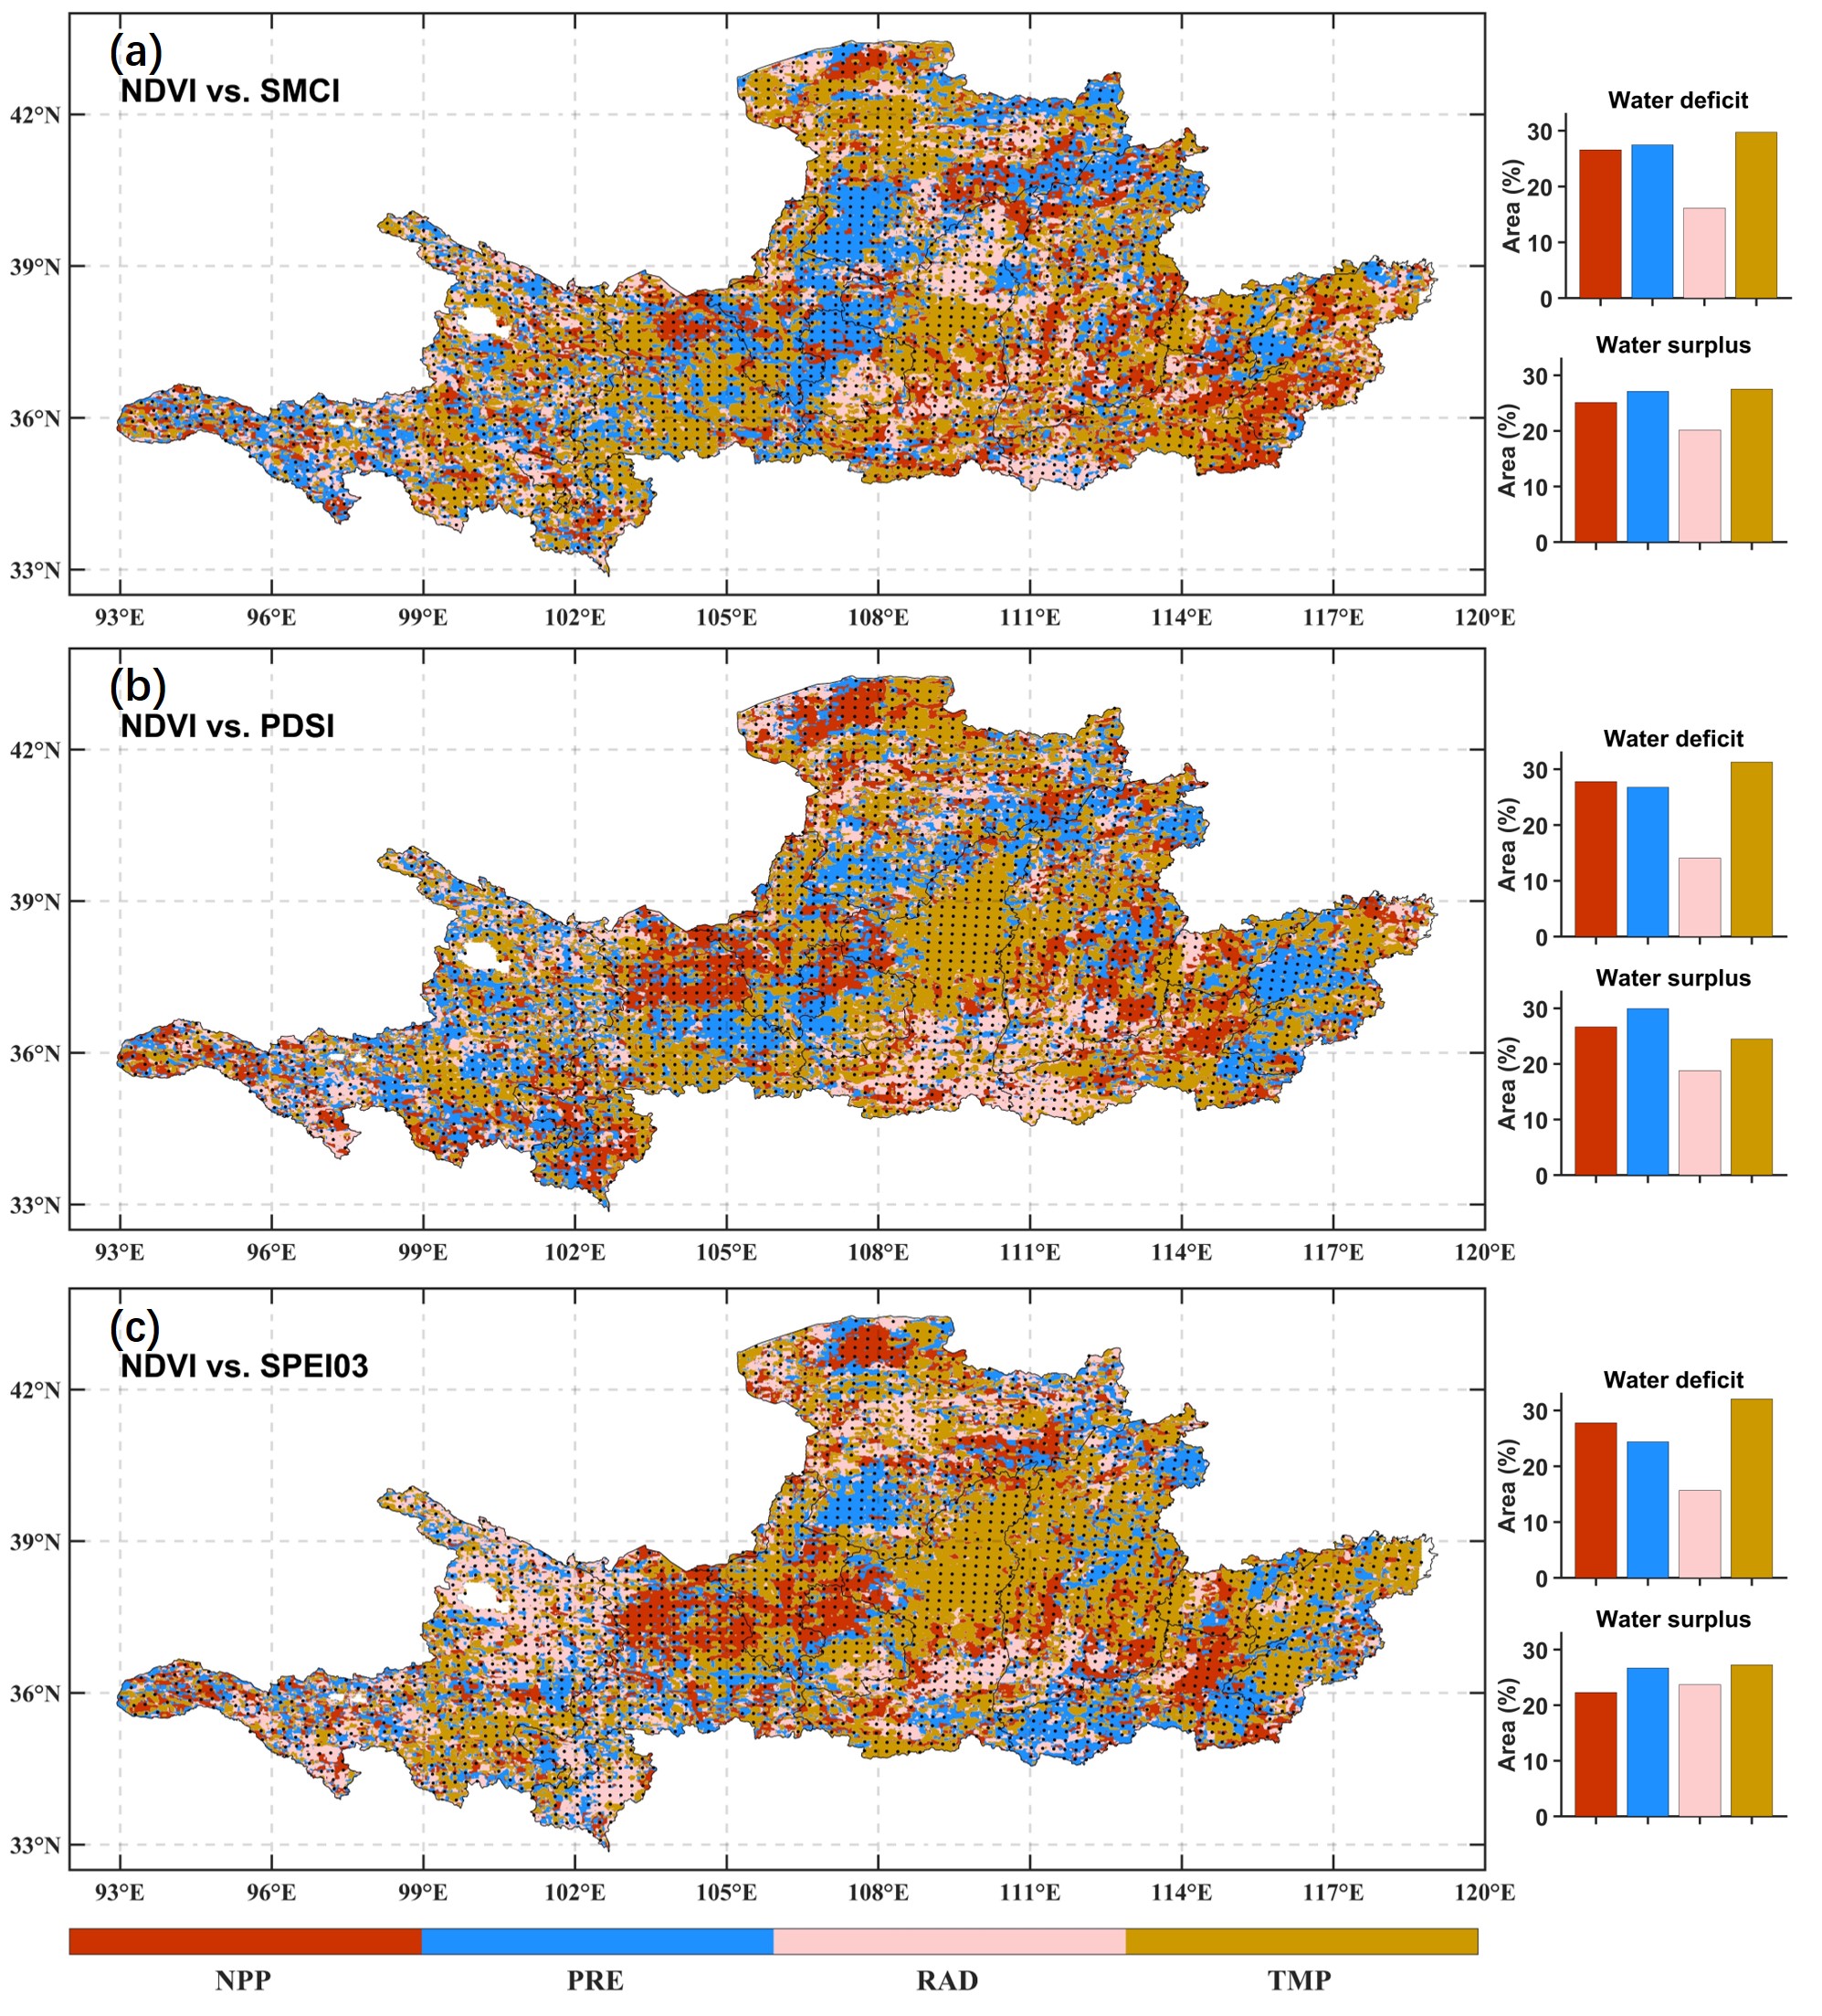 (a)
NDVI vs. SMCI
42°N
39°N
36°N
33°N
93°E 96°E 99°E 102°E 105°E 108°E 111°E 114°E 117°E 120°E
Water deficit
Area (%)
30
20
10
0
Water surplus
Area (%)
30
20
10
0
(b)
NDVI vs. PDSI
42°N
39°N
36°N
33°N
93°E 96°E 99°E 102°E 105°E 108°E 111°E 114°E 117°E 120°E
Water deficit
Area (%)
30
20
10
0
Water surplus
Area (%)
30
20
10
0
(c)
NDVI vs. SPEI03
42°N
39°N
36°N
33°N
93°E 96°E 99°E 102°E 105°E 108°E 111°E 114°E 117°E 120°E
Water deficit
Area (%)
30
20
10
0
Water surplus
Area (%)
30
20
10
0
NPP PRE RAD TMP